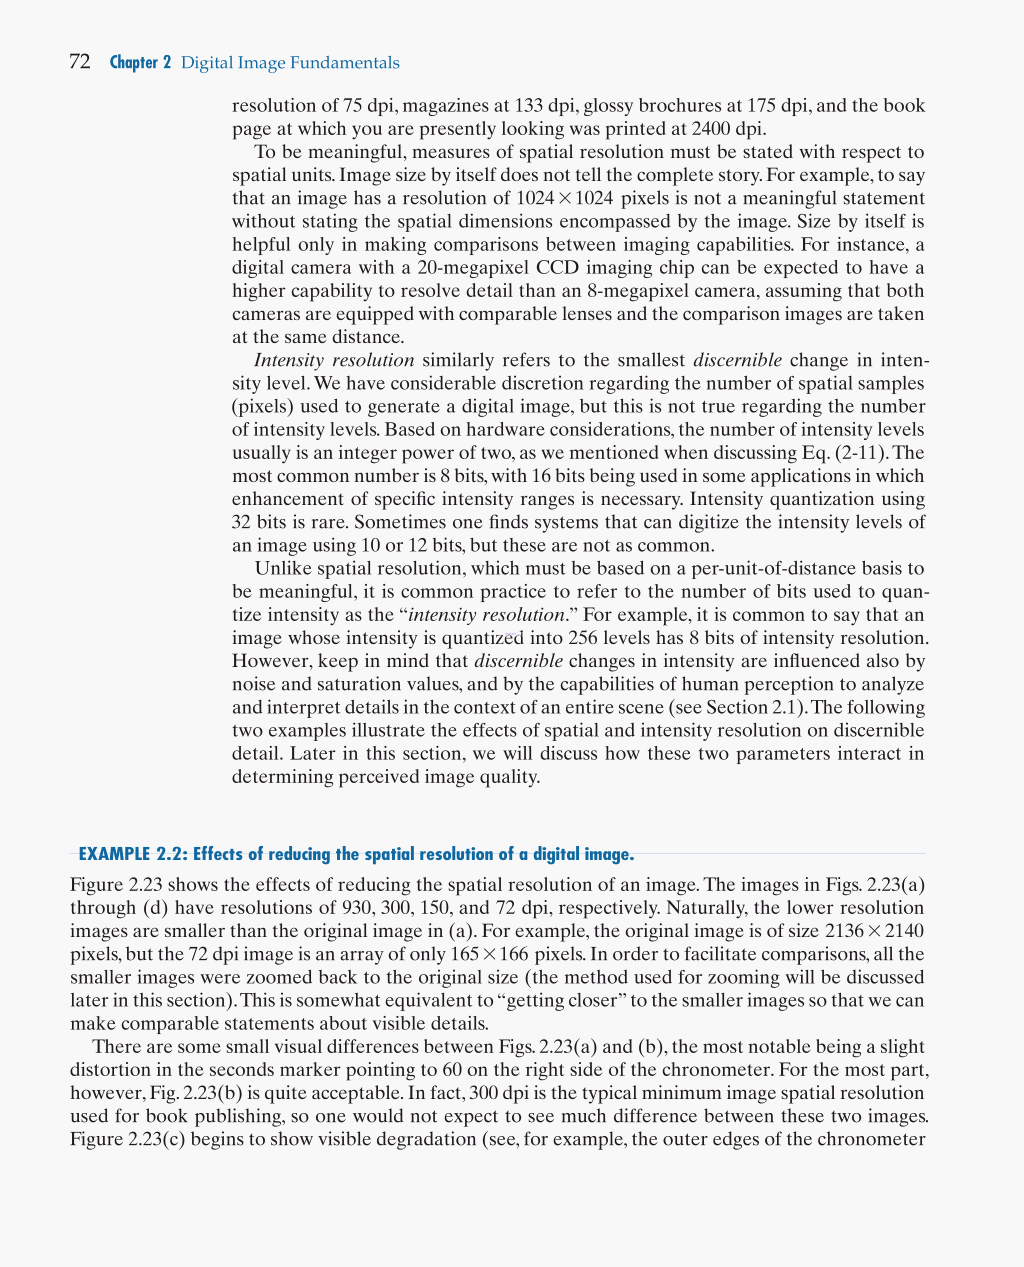 72 Chapter 2 Digital Image Fundamentals
resolution of 75 dpi, magazines at 133 dpi, glossy brochures at 175 dpi, and the book
page at which you are presently looking was printed at 2400 dpi.
To be meaningful, measures of spatial resolution must be stated with respect to
spatial units. Image size by itself does not tell the complete story. For example, to say
that an image has a resolution of 1024 × 1024 pixels is not a meaningful statement
without stating the spatial dimensions encompassed by the image. Size by itself is
helpful only in making comparisons between imaging capabilities. For instance, a
digital camera with a 20-megapixel CCD imaging chip can be expected to have a
higher capability to resolve detail than an 8-megapixel camera, assuming that both
cameras are equipped with comparable lenses and the comparison images are taken
at the same distance.
Intensity resolution similarly refers to the smallest discernible change in inten-
sity level. We have considerable discretion regarding the number of spatial samples
(pixels) used to generate a digital image, but this is not true regarding the number
of intensity levels. Based on hardware considerations, the number of intensity levels
usually is an integer power of two, as we mentioned when discussing Eq. (2-11). The
most common number is 8 bits, with 16 bits being used in some applications in which
enhancement of specific intensity ranges is necessary. Intensity quantization using
32 bits is rare. Sometimes one finds systems that can digitize the intensity levels of
an image using 10 or 12 bits, but these are not as common.
Unlike spatial resolution, which must be based on a per-unit-of-distance basis to
be meaningful, it is common practice to refer to the number of bits used to quan-
tize intensity as the “intensity resolution.” For example, it is common to say that an
image whose intensity is quantized into 256 levels has 8 bits of intensity resolution.
However, keep in mind that discernible changes in intensity are influenced also by
noise and saturation values, and by the capabilities of human perception to analyze
and interpret details in the context of an entire scene (see Section 2.1). The following
two examples illustrate the effects of spatial and intensity resolution on discernible
detail. Later in this section, we will discuss how these two parameters interact in
determining perceived image quality.
EXAMPLE 2.2: Effects of reducing the spatial resolution of a digital image.
Figure 2.23 shows the effects of reducing the spatial resolution of an image. The images in Figs. 2.23(a)
through (d) have resolutions of 930, 300, 150, and 72 dpi, respectively. Naturally, the lower resolution
images are smaller than the original image in (a). For example, the original image is of size 2136 × 2140
pixels, but the 72 dpi image is an array of only 165 × 166 pixels. In order to facilitate comparisons, all the
smaller images were zoomed back to the original size (the method used for zooming will be discussed
later in this section). This is somewhat equivalent to “getting closer” to the smaller images so that we can
make comparable statements about visible details.
There are some small visual differences between Figs. 2.23(a) and (b), the most notable being a slight
distortion in the seconds marker pointing to 60 on the right side of the chronometer. For the most part,
however, Fig. 2.23(b) is quite acceptable. In fact, 300 dpi is the typical minimum image spatial resolution
used for book publishing, so one would not expect to see much difference between these two images.
Figure 2.23(c) begins to show visible degradation (see, for example, the outer edges of the chronometer